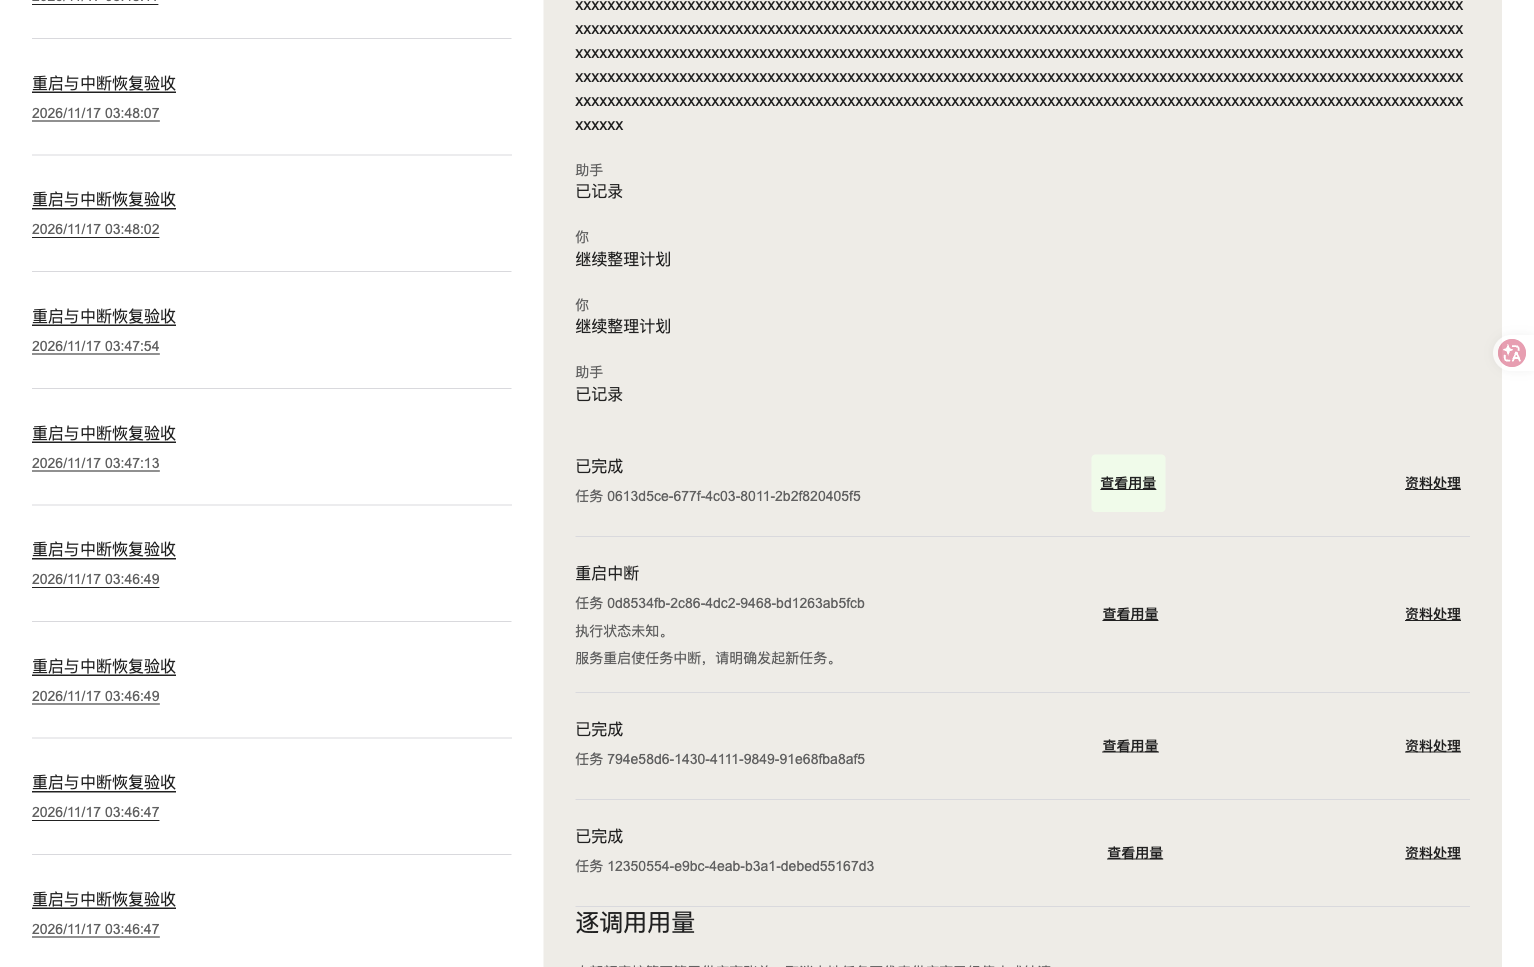 重启与中断恢复验收
2026/11/17 03:48:07
重启与中断恢复验收
2026/11/17 03:48:02
重启与中断恢复验收
2026/11/17 03:47:54
重启与中断恢复验收
2026/11/17 03:47:13
重启与中断恢复验收
2026/11/17 03:46:49
重启与中断恢复验收
2026/11/17 03:46:49
重启与中断恢复验收
2026/11/17 03:46:47
重启与中断恢复验收
2026/11/17 03:46:47
xxxxxx
助手
已记录
你
继续整理计划
你
继续整理计划
助手
已记录
已完成
任务 0613d5ce-677f-4c03-8011-2b2f820405f5
查看用量
资料处理
重启中断
任务 0d8534fb-2c86-4dc2-9468-bd1263ab5fcb
执行状态未知。
服务重启使任务中断，请明确发起新任务。
查看用量
资料处理
已完成
任务 794e58d6-1430-4111-9849-91e68fba8af5
查看用量
资料处理
已完成
任务 12350554-e9bc-4eab-b3a1-debed55167d3
查看用量
资料处理
逐调用用量